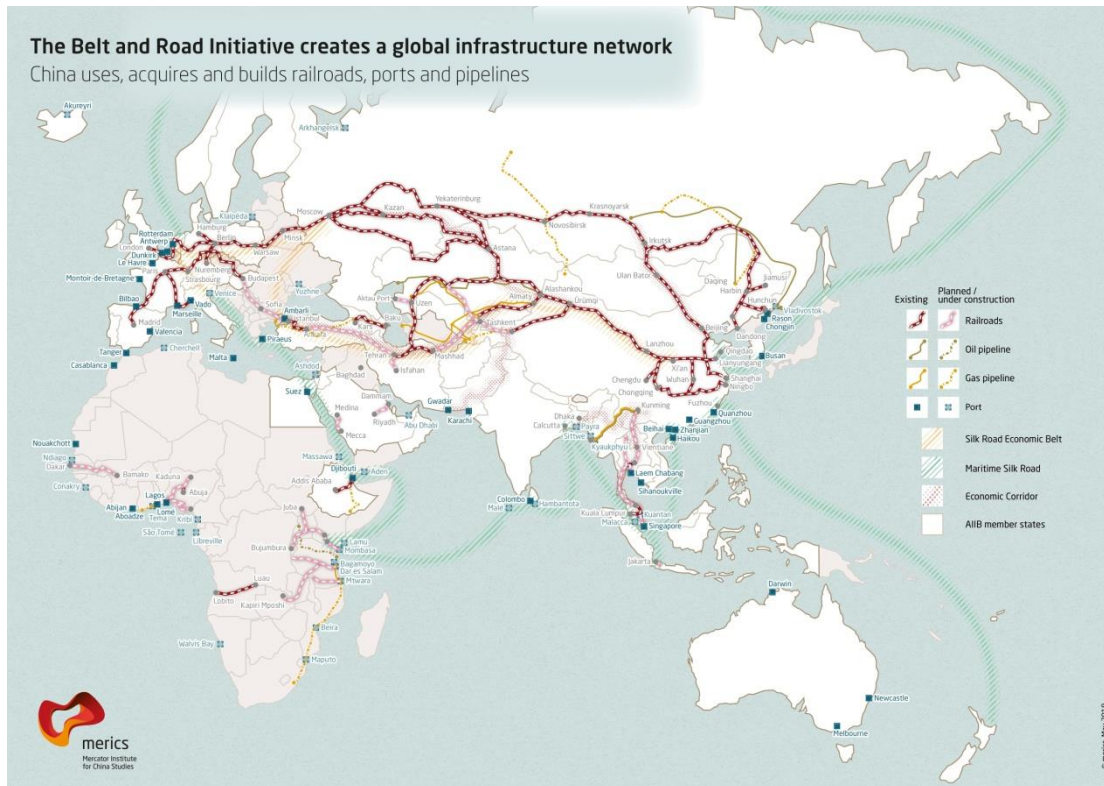 The Belt and Road Initiative creates a global infrastructure network
China uses, acquires and builds railroads, ports and pipelines
Akureyri
Arkhangelsk
Klaipeda
Hamburg
Rotterdam
Antwerp
Berlin
London
Dunkirk
Le Havre
Warsaw
Minsk
Moscow
Kazan
Yekaterinburg
Novosibirsk
Krasnoyarsk
Irkutsk
Astana
Ulan Bator
Montoir-de-Bretagne
Paris
Nuremberg
Strasbourg
Budapest
Venice
Yuzhne
Bilbao
Madrid
Marseille
Vado
Valencia
Sofia
Ambarli
Istanbul
Ankara
Piraeus
Kars
Baku
Aktau Port
Uzen
Almaty
Alashankou
Ürümqi
Tashkent
Tanger
Casablanca
Cherchell
Malta
Ashdod
Suez
Baghdad
Tehran
Isfahan
Mashhad
Daqing
Jiamusi
Harbin
Hunchun
Vladivostok
Rason
Chongjin
Beijing
Dandong
Busan
Qingdao
Lianyungang
Lanzhou
Xi'an
Wuhan
Chengdu
Chongqing
Shanghai
Ningbo
Fuzhou
Quanzhou
Guangzhou
Zhanjian
Beihai
Haikou
Kunming
Medina
Mecca
Dammam
Riyadh
Abu Dhabi
Gwadar
Karachi
Dhaka
Calcutta
Payra
Sittwe
Kyaukphyu
Vientiane
Laem Chabang
Sihanoukville
Nouakchott
Ndiago
Dakar
Bamako
Conakry
Kaduna
Abuja
Lagos
Lomé
Abijan
Aboadze
Tema
Kribi
São Tomé
Libreville
Massawa
Djibouti
Aden
Addis Ababa
Juba
Bujumbura
Lamu
Mombasa
Bagamoyo
Dar es Salam
Mtwara
Colombo
Hambantota
Malé
Kuala Lumpur
Kuantan
Malacca
Singapore
Jakarta
Luau
Lobito
Kapiri Mposhi
Walvis Bay
Beira
Maputo
Darwin
Newcastle
Melbourne
Existing
Planned /
under construction
Railroads
Oil pipeline
Gas pipeline
Port
Silk Road Economic Belt
Maritime Silk Road
Economic Corridor
AIIB member states
merics
Mercator Institute
for China Studies